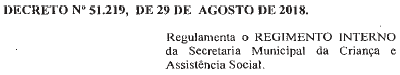 DECRETO Nº 51.219, DE 29 DE AGOSTO DE 2018.
Regulamenta o REGIMENTO INTERNO
da Secretaria Municipal da Criança e
Assistência Social.